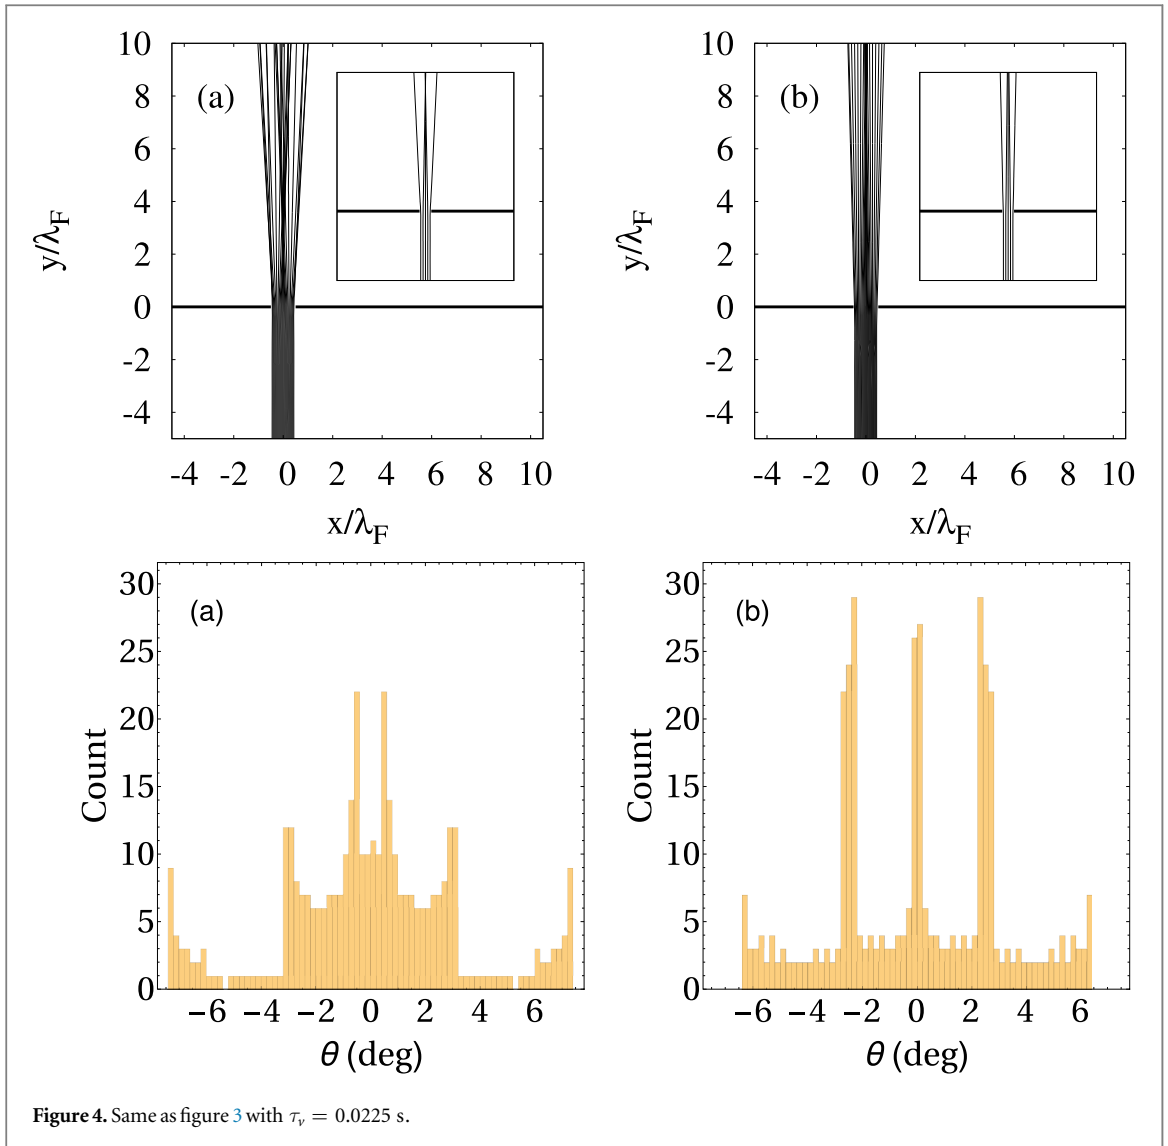 10
8
6
4
2
0
-2
-4
y/λF
(a)
-4 -2 0 2 4 6 8 10
x/λF
10
8
6
4
2
0
-2
-4
y/λF
(b)
-4 -2 0 2 4 6 8 10
x/λF
30
25
20
15
10
5
0
Count
(a)
−6 −4 −2 0 2 4 6
θ (deg)
30
25
20
15
10
5
0
Count
(b)
−6 −4 −2 0 2 4 6
θ (deg)
Figure 4. Same as figure 3 with τν = 0.0225 s.